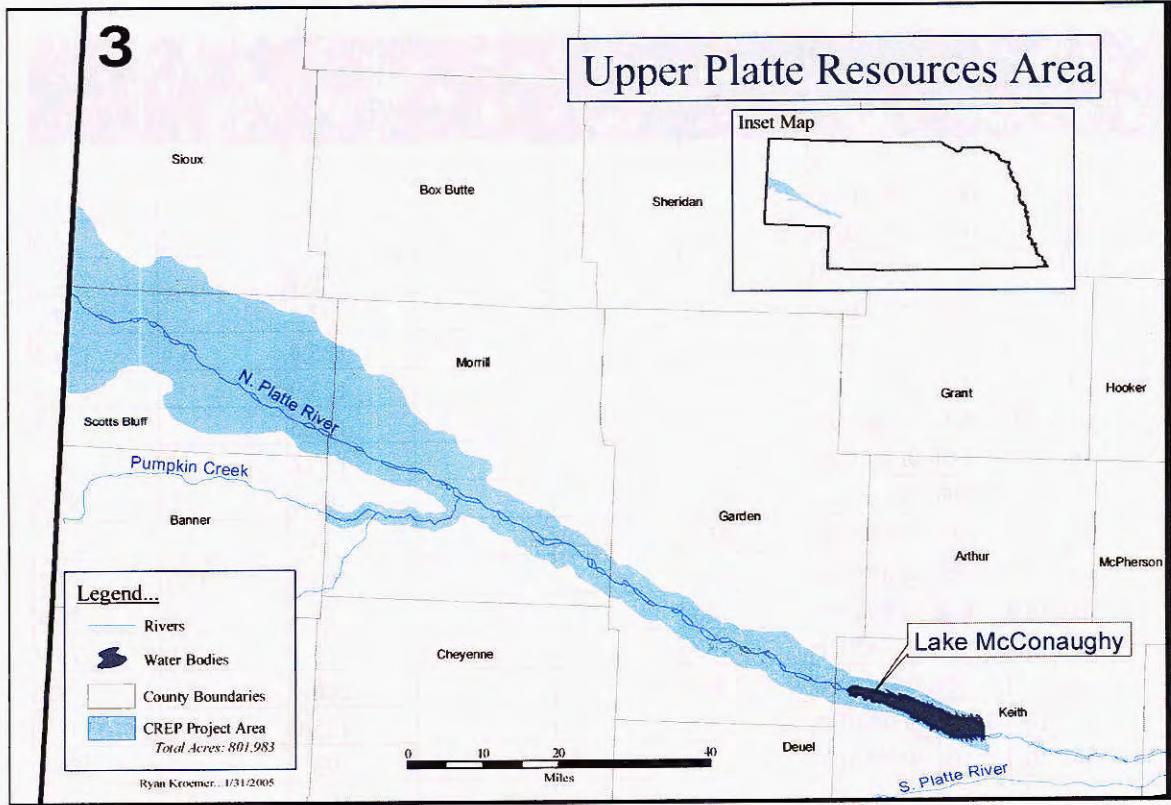 3
Upper Platte Resources Area
Inset Map
Sioux
Box Butte
Sheridan
Morrill
Grant
Hooker
N. Platte River
Scotts Bluff
Pumpkin Creek
Banner
Garden
Arthur
McPherson
Legend...
Rivers
Water Bodies
County Boundaries
CREP Project Area
Total Acres: 801,983
Cheyenne
Lake McConaughy
Keith
Deuel
0 10 20 40
Miles
S. Platte River
Ryan Kroemer...1/31/2005